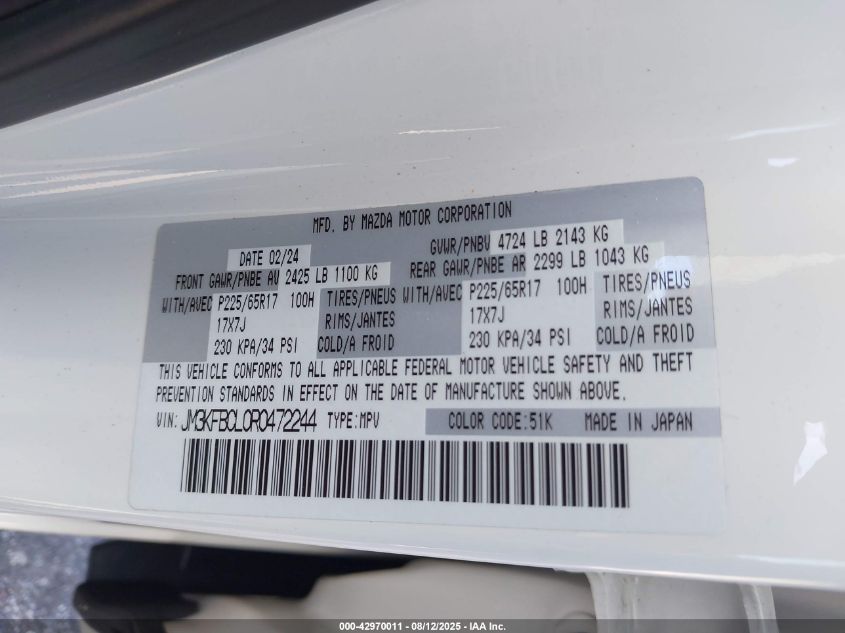 MFD. BY MAZDA MOTOR CORPORATION
DATE 02/24 GVWR/PNBV 4724 LB 2143 KG
FRONT GAWR/PNBE AV 2425 LB 1100 KG REAR GAWR/PNBE AR 2299 LB 1043 KG
WITH/AVEC P225/65R17 100H TIRES/PNEUS WITH/AVEC P225/65R17 100H TIRES/PNEUS
17X7J RIMS/JANTES 17X7J RIMS/JANTES
230 KPA/34 PSI COLD/A FROID 230 KPA/34 PSI COLD/A FROID
THIS VEHICLE CONFORMS TO ALL APPLICABLE FEDERAL MOTOR VEHICLE SAFETY AND THEFT
PREVENTION STANDARDS IN EFFECT ON THE DATE OF MANUFACTURE SHOWN ABOVE.
VIN: JM3KFBCL0R0472244 TYPE:MPV COLOR CODE:51K MADE IN JAPAN
000-42970011 - 08/12/2025 - IAA Inc.